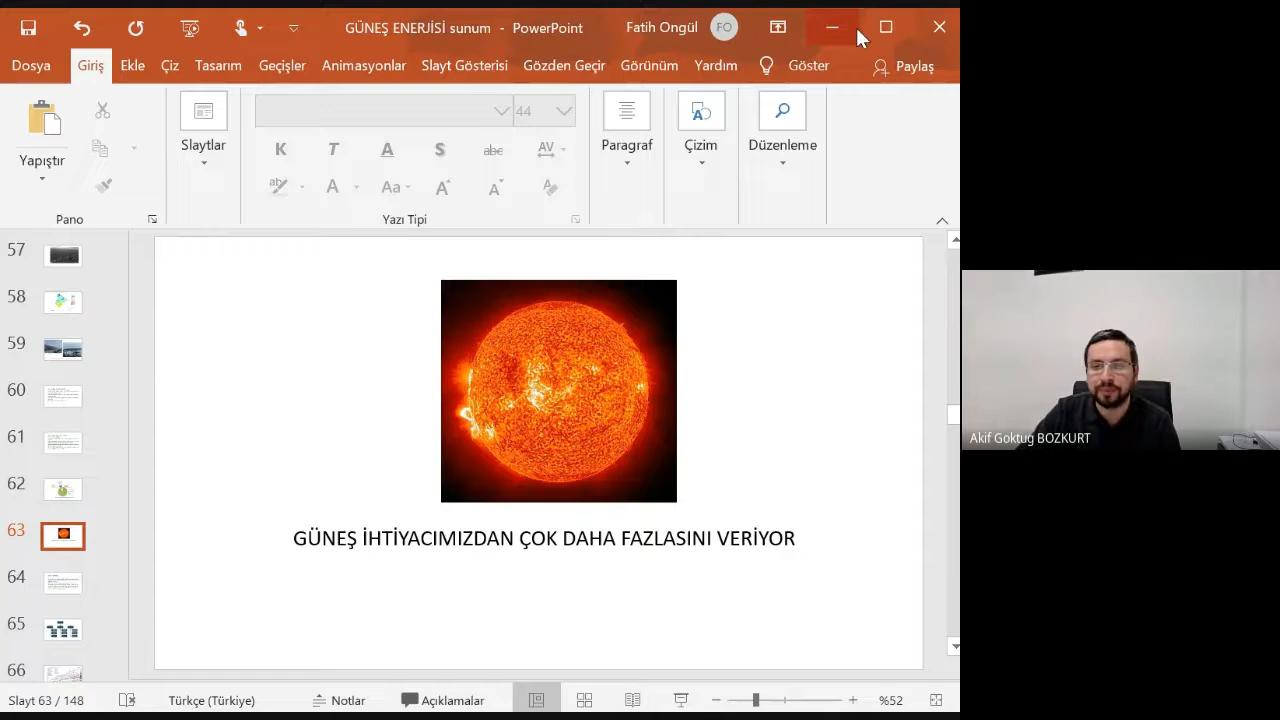 GÜNEŞ ENERJİSİ sunum - PowerPoint
Fatih Ongül
FO
Dosya
Giriş
Ekle
Çiz
Tasarım
Geçişler
Animasyonlar
Slayt Gösterisi
Gözden Geçir
Görünüm
Yardım
Göster
Paylaş
44
Yapıştır
Slaytlar
K T A S abc AV
A Aa A A
Paragraf
Çizim
Düzenleme
Pano
Yazı Tipi
57
58
59
60
61
62
63
64
65
66
GÜNEŞ İHTİYACIMIZDAN ÇOK DAHA FAZLASINI VERİYOR
Akif Goktug BOZKURT
Slayt 63 / 148
Türkçe (Türkiye)
Notlar
Açıklamalar
%52